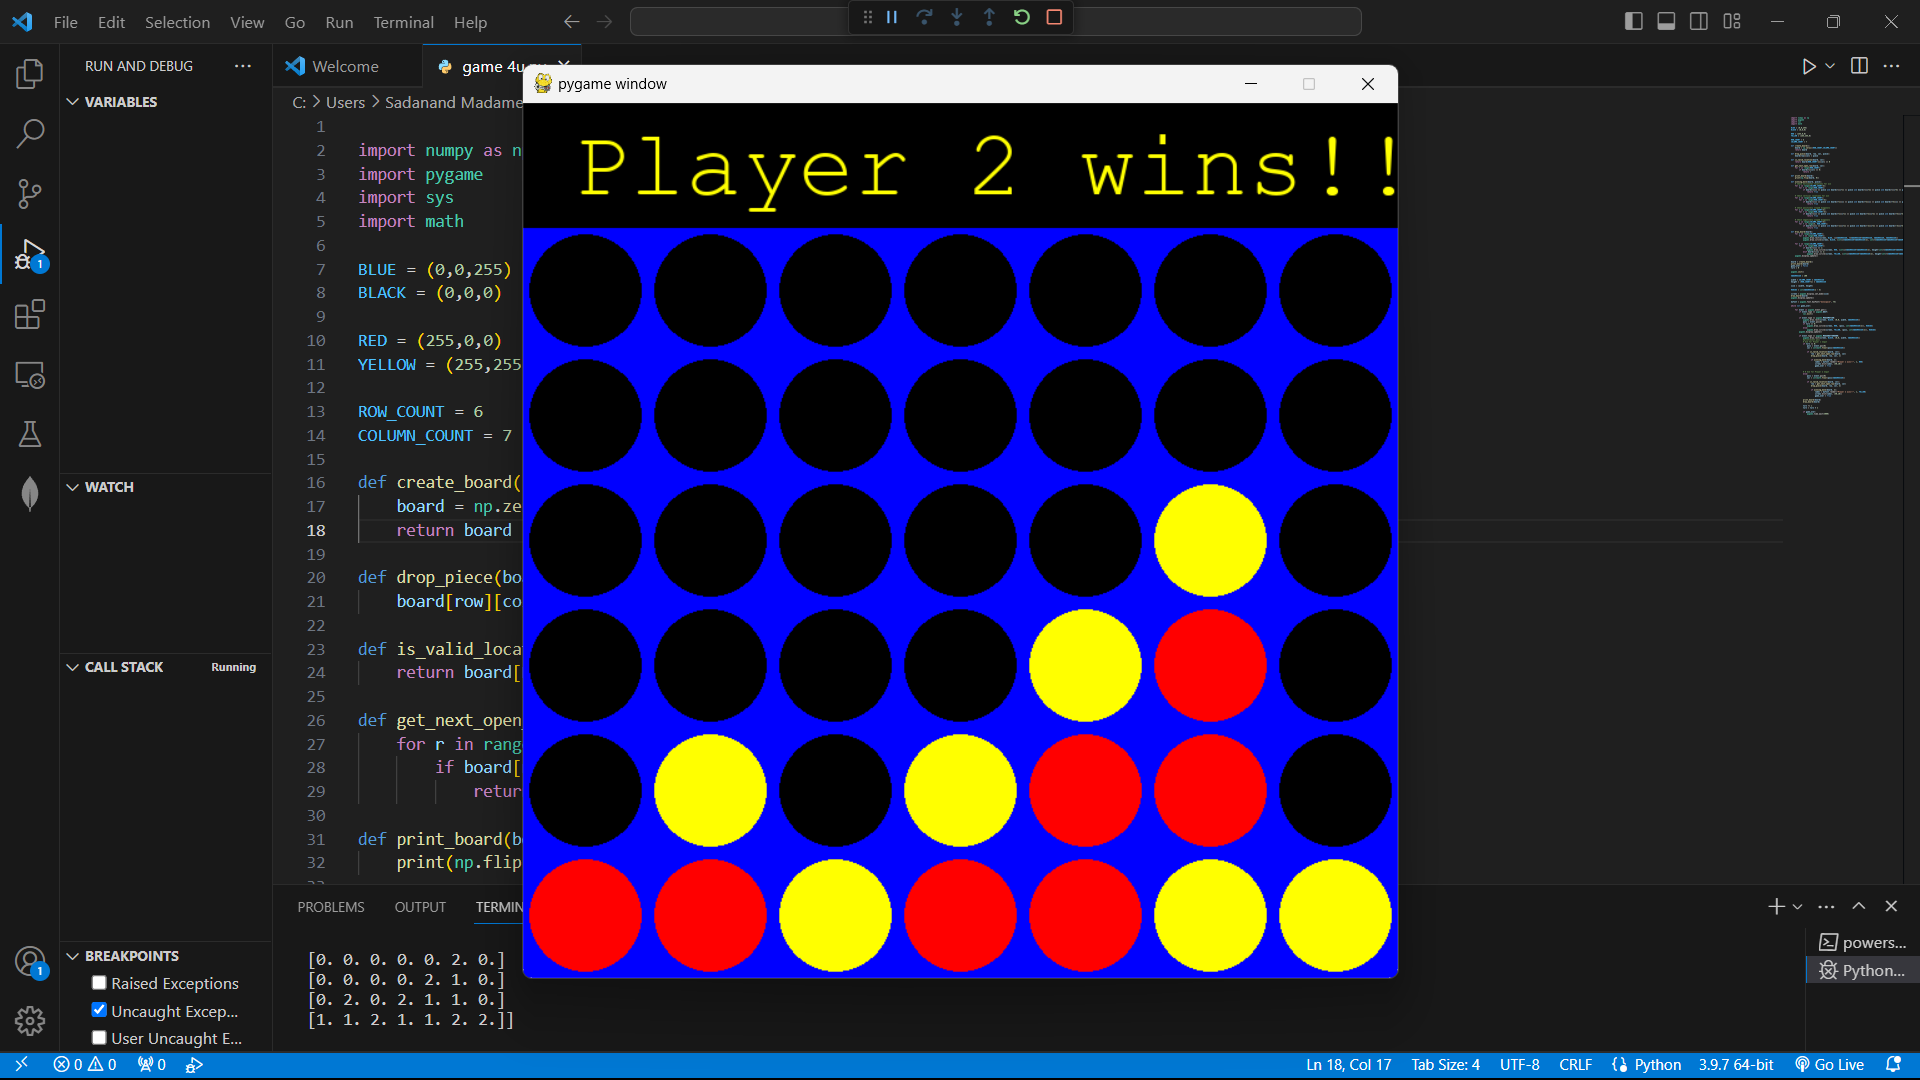 File Edit Selection View Go Run Terminal Help
RUN AND DEBUG
Welcome
game 4u
pygame window
C: > Users > Sadanand Madame
VARIABLES
Player 2 wins!!
1
2 import numpy as n
3 import pygame
4 import sys
5 import math
6
7 BLUE = (0,0,255)
8 BLACK = (0,0,0)
9
10 RED = (255,0,0)
11 YELLOW = (255,255
12
13 ROW_COUNT = 6
14 COLUMN_COUNT = 7
15
16 def create_board(
17 board = np.ze
18 return board
19
20 def drop_piece(bo
21 board[row][co
22
23 def is_valid_loca
24 return board[
25
26 def get_next_open_
27 for r in rang
28 if board[
29 retur
30
31 def print_board(b
32 print(np.flip
WATCH
CALL STACK Running
BREAKPOINTS
Raised Exceptions
Uncaught Excep...
User Uncaught E...
PROBLEMS OUTPUT TERMIN
[0. 0. 0. 0. 0. 2. 0.]
[0. 0. 0. 0. 2. 1. 0.]
[0. 2. 0. 2. 1. 1. 0.]
[1. 1. 2. 1. 1. 2. 2.]]
powers...
Python...
1
1
0 0 0
Ln 18, Col 17 Tab Size: 4 UTF-8 CRLF Python 3.9.7 64-bit Go Live